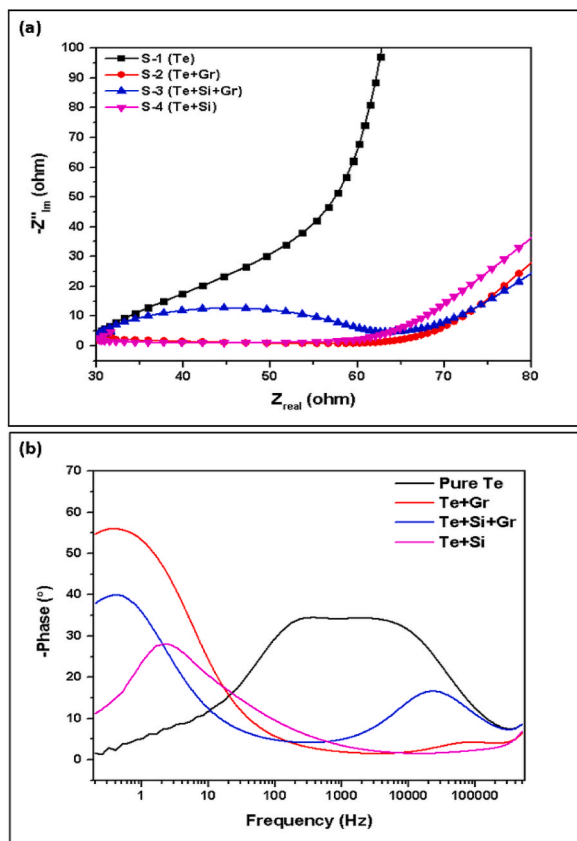 (a)
100
90
80
70
60
50
40
30
20
10
0
-Z"Im (ohm)
S-1 (Te)
S-2 (Te+Gr)
S-3 (Te+Si+Gr)
S-4 (Te+Si)
30 40 50 60 70 80
Zreal (ohm)
(b)
70
60
50
40
30
20
10
0
-Phase (°)
Pure Te
Te+Gr
Te+Si+Gr
Te+Si
1 10 100 1000 10000 100000
Frequency (Hz)